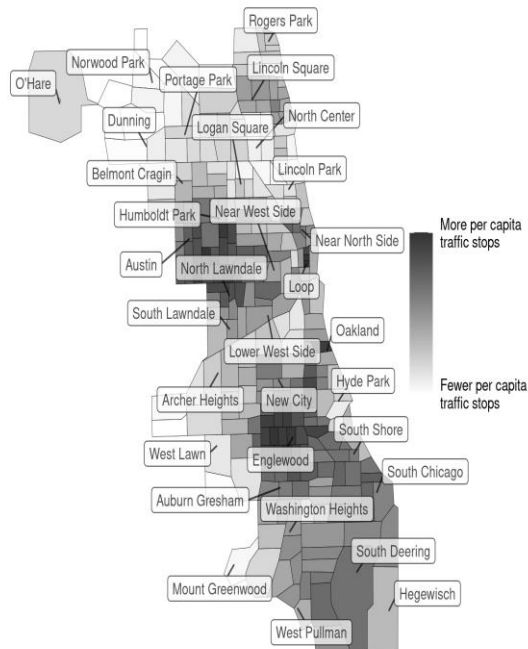 Rogers Park
Norwood Park
Lincoln Square
O'Hare
Portage Park
Dunning
Logan Square
North Center
Belmont Cragin
Lincoln Park
Humboldt Park
Near West Side
More per capita
traffic stops
Near North Side
Austin
North Lawndale
Loop
South Lawndale
Oakland
Lower West Side
Hyde Park
Fewer per capita
traffic stops
Archer Heights
New City
South Shore
West Lawn
Englewood
South Chicago
Auburn Gresham
Washington Heights
South Deering
Mount Greenwood
Hegewisch
West Pullman